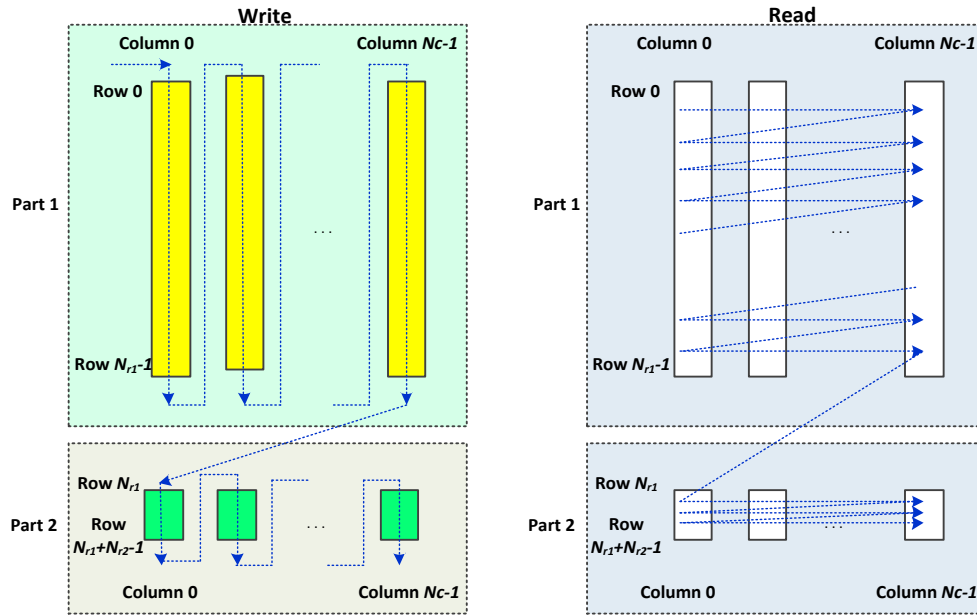 Write
Column 0
Column Nc-1
Row 0
Part 1
. . .
Row Nr1-1
Row Nr1
Part 2
Row
. . .
Nr1+Nr2-1
Column 0
Column Nc-1
Read
Column 0
Column Nc-1
Row 0
Part 1
. . .
Row Nr1-1
Row Nr1
Part 2
Row
. . .
Nr1+Nr2-1
Column 0
Column Nc-1